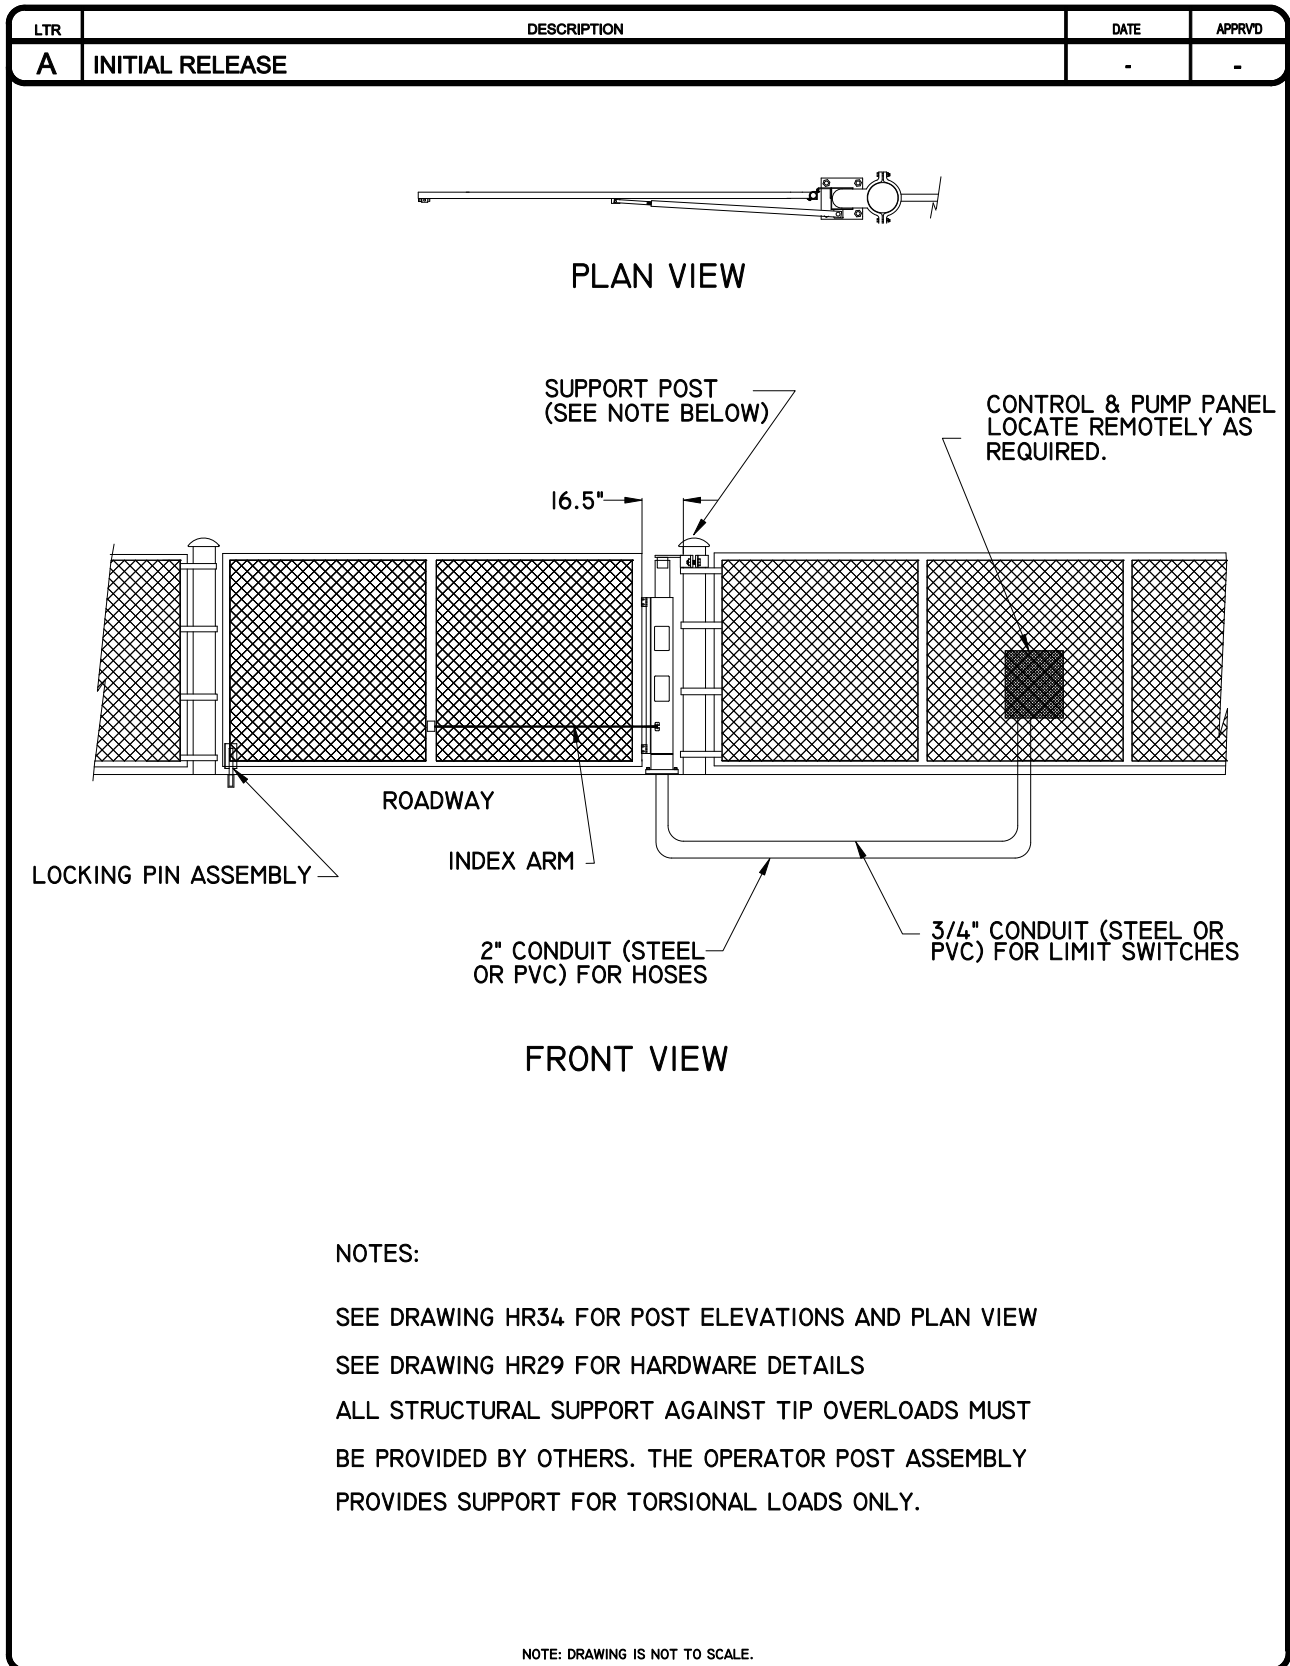 LTR DESCRIPTION DATE APPRV'D
A INITIAL RELEASE - -
PLAN VIEW
SUPPORT POST
(SEE NOTE BELOW)
CONTROL & PUMP PANEL
LOCATE REMOTELY AS
REQUIRED.
16.5"
ROADWAY
INDEX ARM
LOCKING PIN ASSEMBLY
2" CONDUIT (STEEL
OR PVC) FOR HOSES
3/4" CONDUIT (STEEL OR
PVC) FOR LIMIT SWITCHES
FRONT VIEW
NOTES:
SEE DRAWING HR34 FOR POST ELEVATIONS AND PLAN VIEW
SEE DRAWING HR29 FOR HARDWARE DETAILS
ALL STRUCTURAL SUPPORT AGAINST TIP OVERLOADS MUST
BE PROVIDED BY OTHERS. THE OPERATOR POST ASSEMBLY
PROVIDES SUPPORT FOR TORSIONAL LOADS ONLY.
NOTE: DRAWING IS NOT TO SCALE.